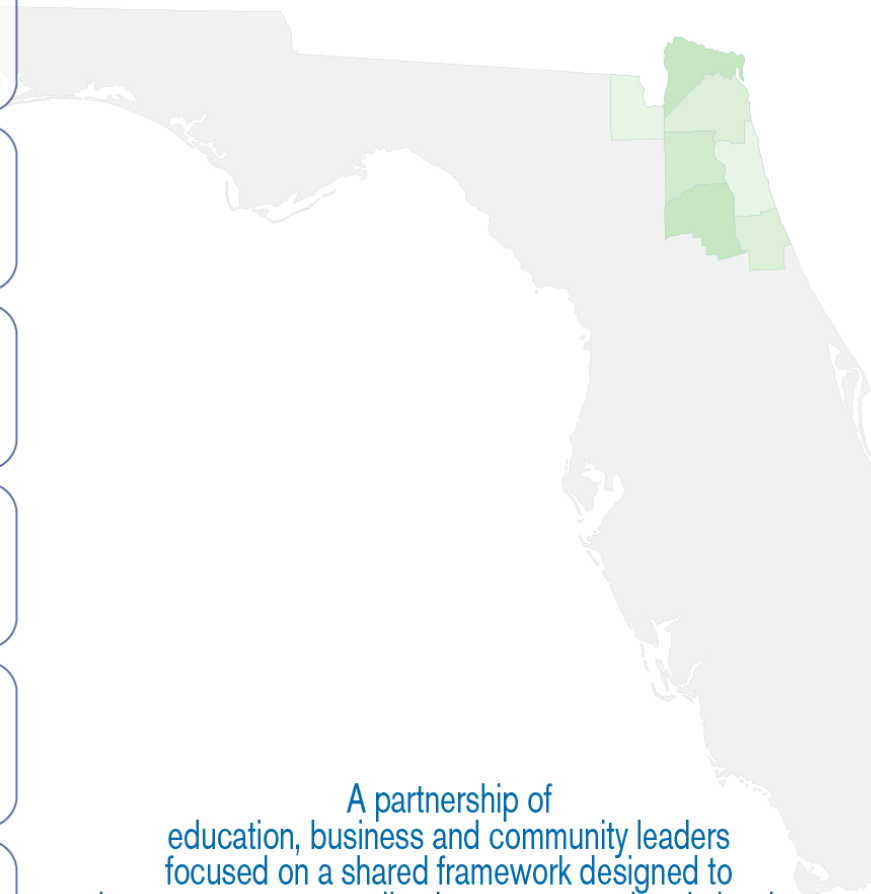 A partnership of
education, business and community leaders
focused on a shared framework designed to